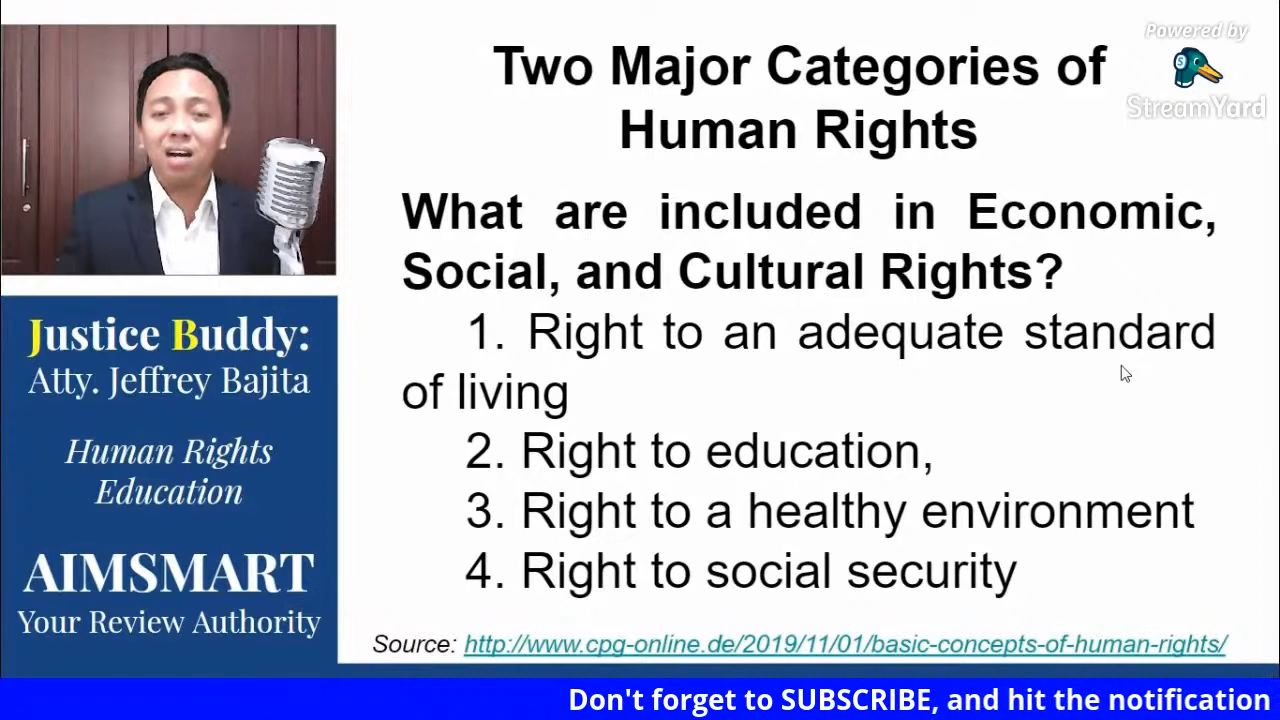 Two Major Categories of
Human Rights
Powered by
StreamYard
What are included in Economic,
Social, and Cultural Rights?
1. Right to an adequate standard
of living
2. Right to education,
3. Right to a healthy environment
4. Right to social security
Source: http://www.cpg-online.de/2019/11/01/basic-concepts-of-human-rights/
Justice Buddy:
Atty. Jeffrey Bajita
Human Rights
Education
AIMSMART
Your Review Authority
Don't forget to SUBSCRIBE, and hit the notification